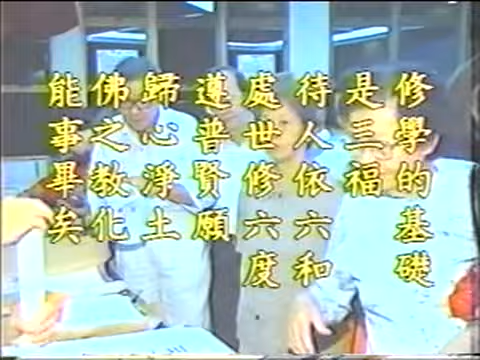 修學的基礎
是三福
待人依六和
處世修六度
遵普賢願
歸心淨土
佛之教化
能事畢矣